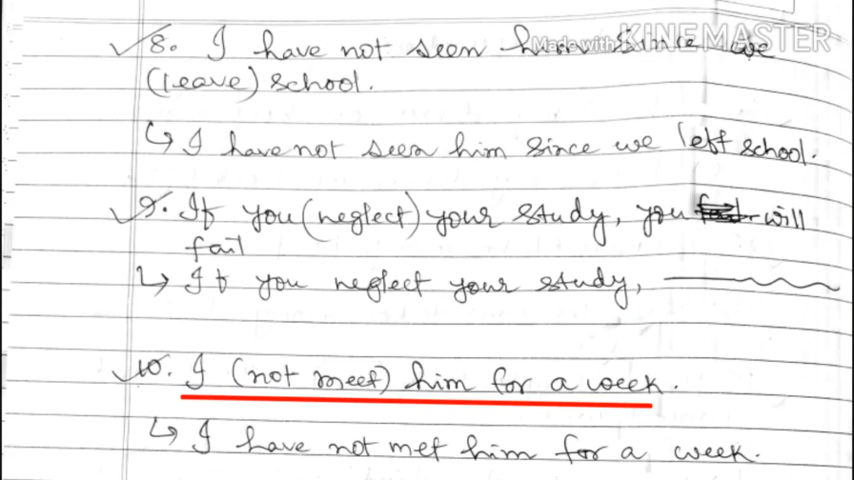 Made with KINEMASTER
8. I have not seen him since we
(leave) school.
↳ I have not seen him since we left school.
9. If you (neglect) your study, you will
fail
↳ If you neglect your study,
10. I (not meet) him for a week.
↳ I have not met him for a week.